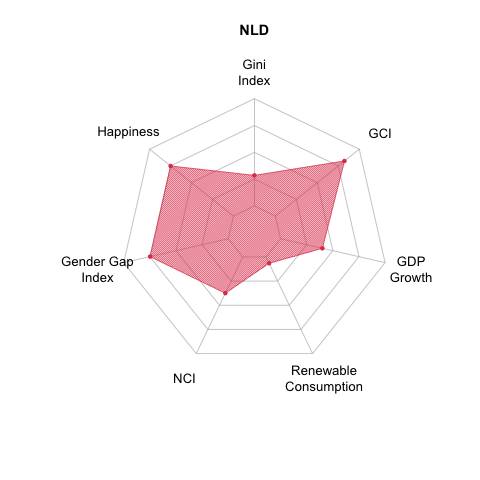 NLD
Gini
Index
Happiness
GCI
Gender Gap
Index
GDP
Growth
NCI
Renewable
Consumption